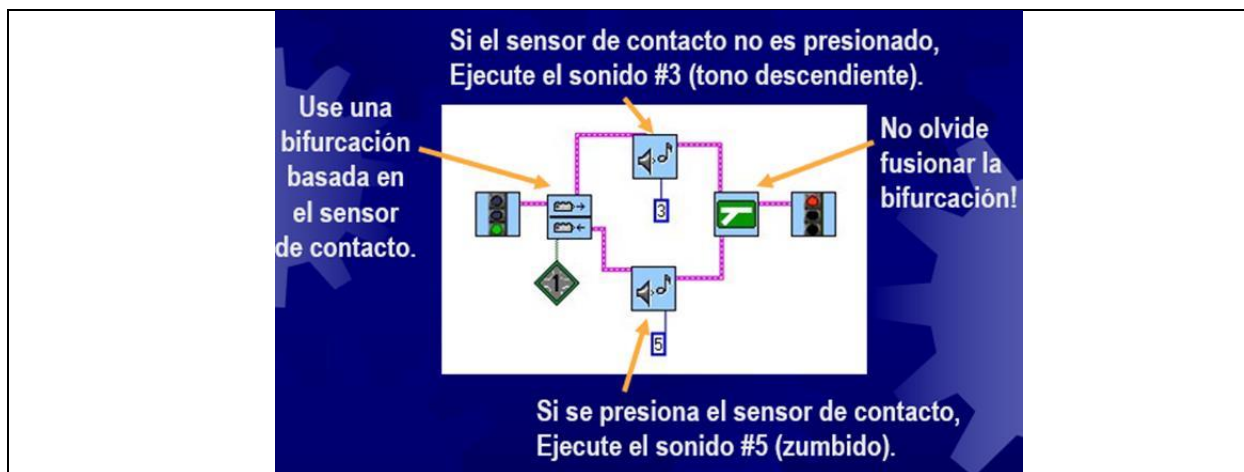 Si el sensor de contacto no es presionado,
Ejecute el sonido #3 (tono descendiente).
Use una
bifurcación
basada en
el sensor
de contacto.
No olvide
fusionar la
bifurcación!
3
1
5
Si se presiona el sensor de contacto,
Ejecute el sonido #5 (zumbido).